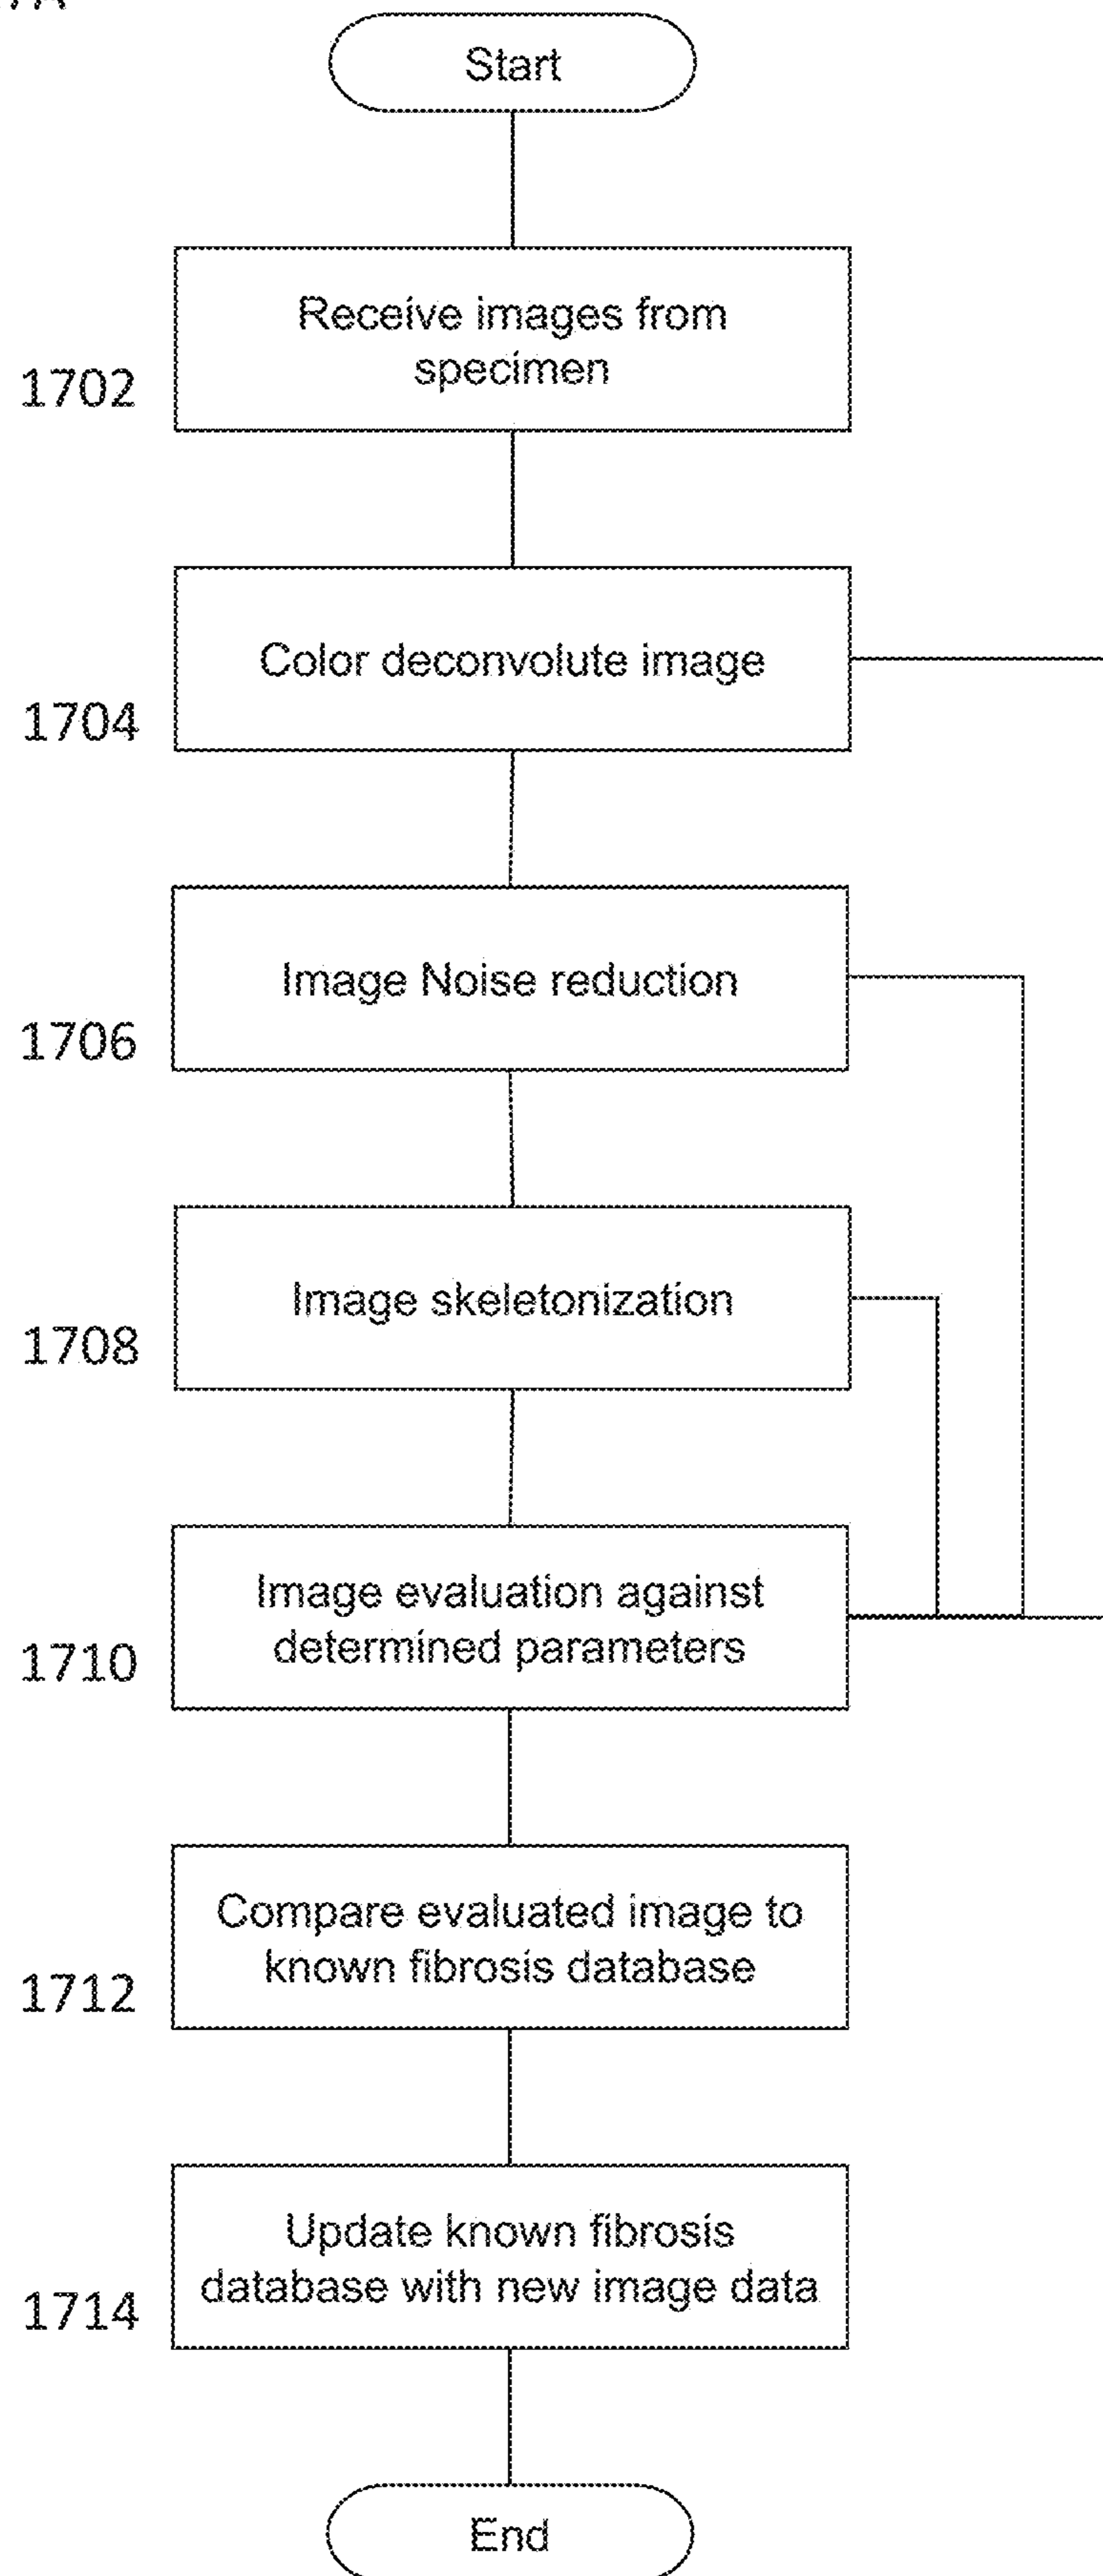 Start
Receive images from
specimen
1702
Color deconvolute image
1704
Image Noise reduction
1706
Image skeletonization
1708
Image evaluation against
determined parameters
1710
Compare evaluated image to
known fibrosis database
1712
Update known fibrosis
database with new image data
1714
End